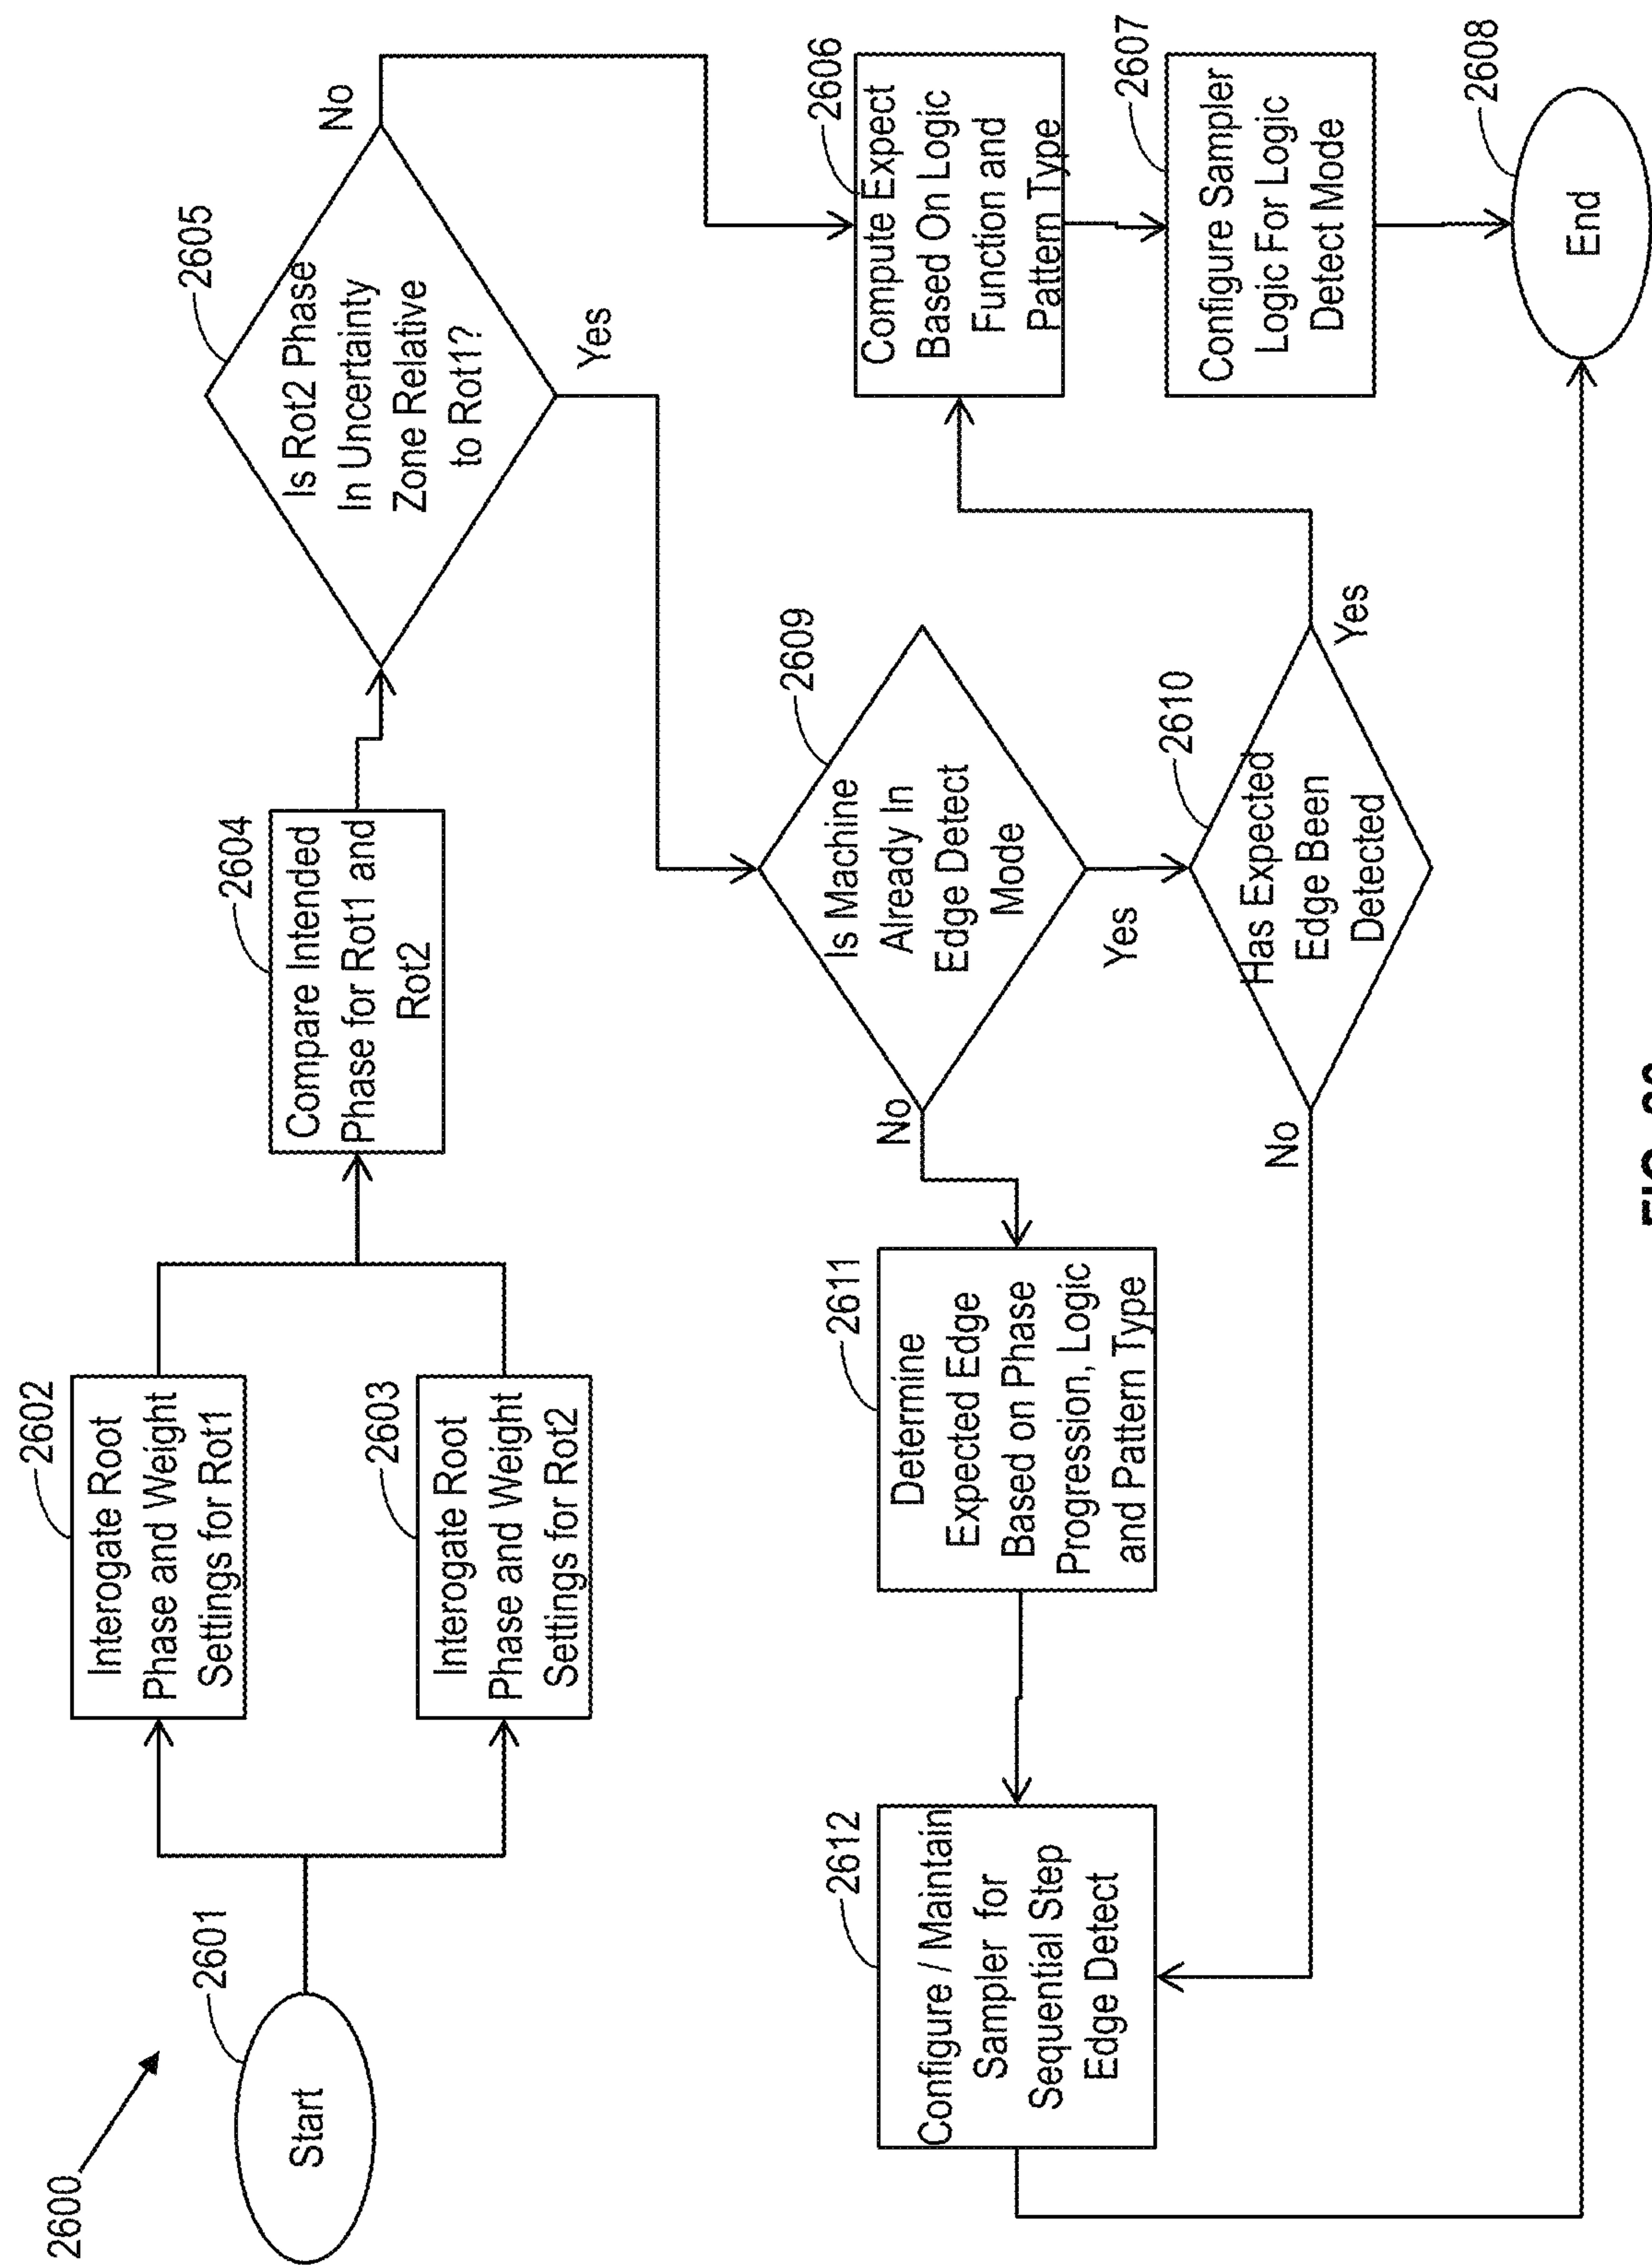 2600
2601
Start
2602
Interogate Root
Phase and Weight
Settings for Rot1
2603
Interogate Root
Phase and Weight
Settings for Rot2
2604
Compare Intended
Phase for Rot1 and
Rot2
2605
Is Rot2 Phase
In Uncertainty
Zone Relative
to Rot1?
No
Yes
2606
Compute Expect
Based On Logic
Function and
Pattern Type
2607
Configure Sampler
Logic For Logic
Detect Mode
2608
End
2609
Is Machine
Already In
Edge Detect
Mode
No
Yes
2610
Has Expected
Edge Been
Detected
No
Yes
2611
Determine
Expected Edge
Based on Phase
Progression, Logic
and Pattern Type
2612
Configure / Maintain
Sampler for
Sequential Step
Edge Detect
FIG.